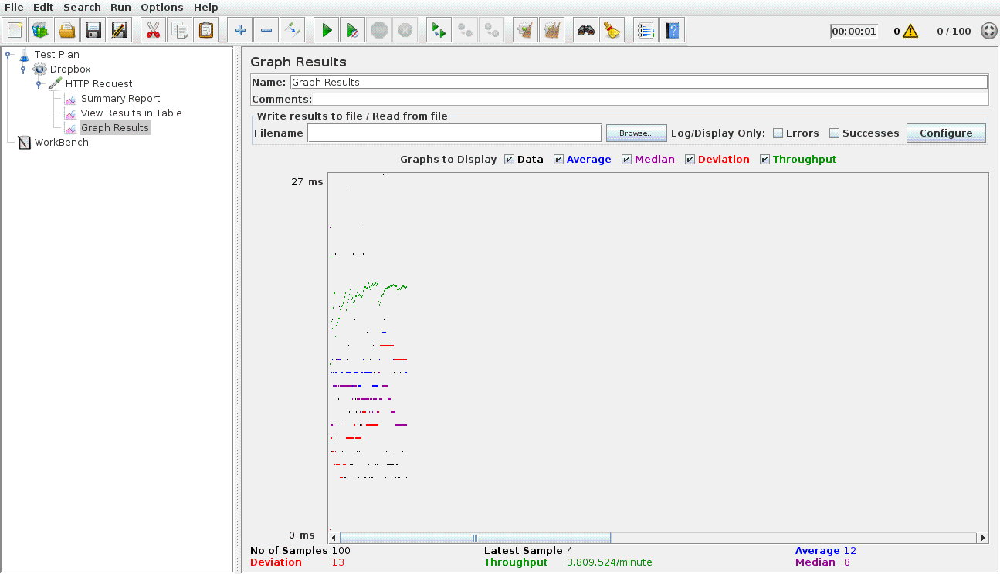 File Edit Search Run Options Help
00:00:01 0 0 / 100
Test Plan
Dropbox
HTTP Request
Summary Report
View Results in Table
Graph Results
WorkBench
Graph Results
Name: Graph Results
Comments:
Write results to file / Read from file
Filename Browse... Log/Display Only: Errors Successes Configure
Graphs to Display Data Average Median Deviation Throughput
27 ms
0 ms
No of Samples 100 Latest Sample 4 Average 12
Deviation 13 Throughput 3,809.524/minute Median 8